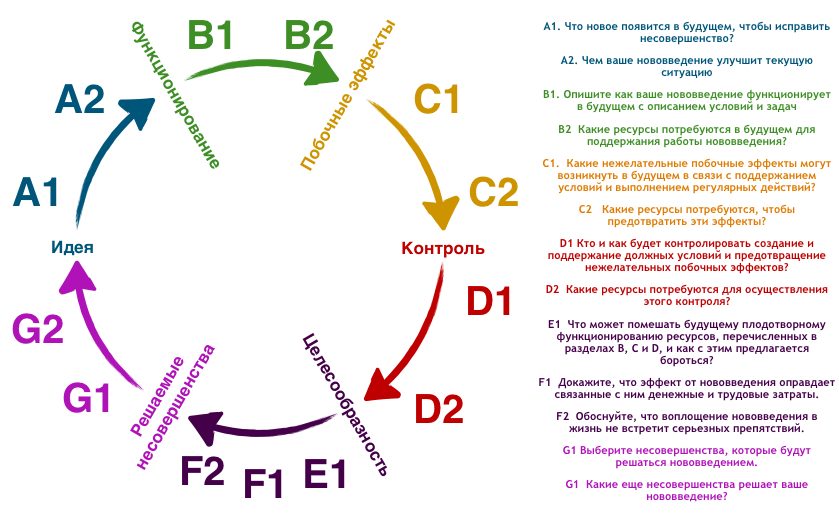 Функционирование
B1
B2
Побочные эффекты
A2
C1
A1
C2
Идея
Контроль
G2
D1
G1
Решаемые
несовершенства
Целесообразность
D2
F2
F1
E1
A1. Что новое появится в будущем, чтобы исправить
несовершенство?
A2. Чем ваше нововведение улучшит текущую
ситуацию
B1. Опишите как ваше нововведение функционирует
в будущем с описанием условий и задач
B2 Какие ресурсы потребуются в будущем для
поддержания работы нововведения?
C1. Какие нежелательные побочные эффекты могут
возникнуть в будущем в связи с поддержанием
условий и выполнением регулярных действий?
C2 Какие ресурсы потребуются, чтобы
предотвратить эти эффекты?
D1 Кто и как будет контролировать создание и
поддержание должных условий и предотвращение
нежелательных побочных эффектов?
D2 Какие ресурсы потребуются для осуществления
этого контроля?
E1 Что может помешать будущему плодотворному
функционированию ресурсов, перечисленных в
разделах B, C и D, и как с этим предлагается
бороться?
F1 Докажите, что эффект от нововведения оправдает
связанные с ним денежные и трудовые затраты.
F2 Обоснуйте, что воплощение нововведения в
жизнь не встретит серьезных препятствий.
G1 Выберите несовершенства, которые будут
решаться нововведением.
G1 Какие еще несовершенства решает ваше
нововведение?